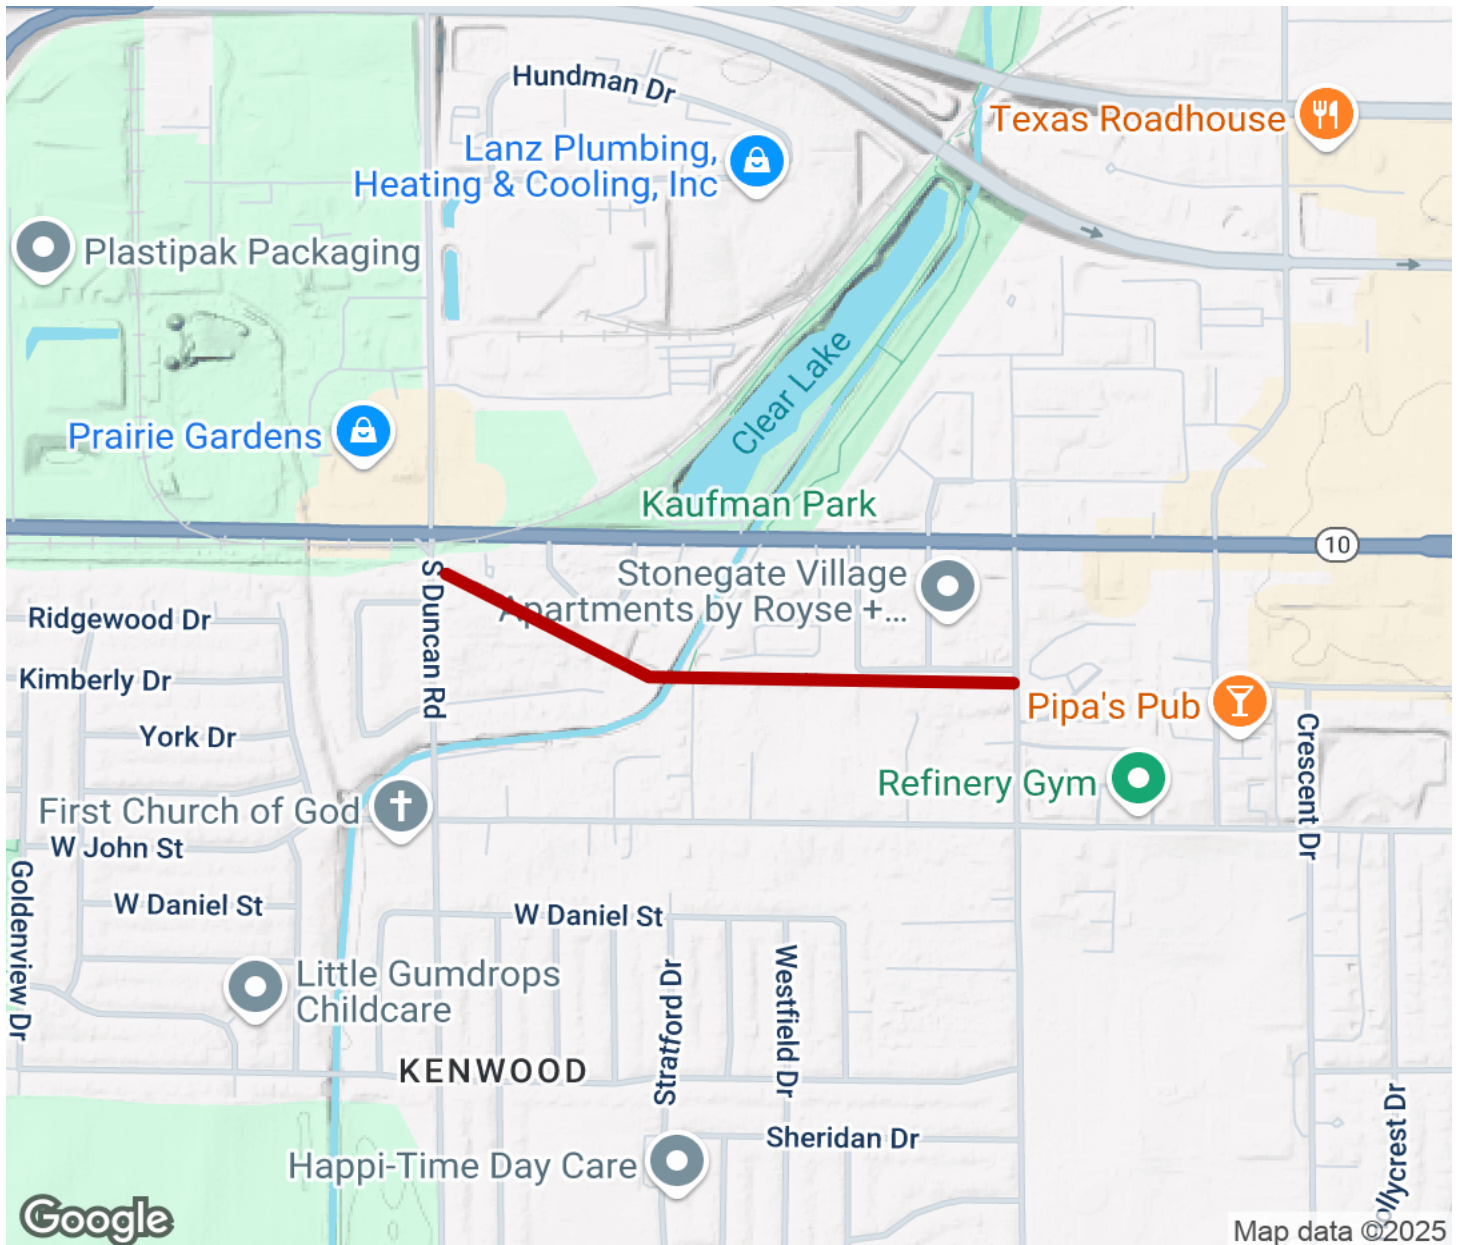 Hundman Dr
Texas Roadhouse
Lanz Plumbing,
Heating & Cooling, Inc
Plastipak Packaging
Clear Lake
Prairie Gardens
Kaufman Park
10
Stonegate Village
Apartments by Royse +...
S Duncan Rd
Ridgewood Dr
Kimberly Dr
Pipa's Pub
York Dr
Crescent Dr
Refinery Gym
First Church of God
W John St
Goldenview Dr
W Daniel St
W Daniel St
Little Gumdrops
Childcare
Stratford Dr
Westfield Dr
KENWOOD
Sheridan Dr
Happi-Time Day Care
ollycrest Dr
Google
Map data ©2025